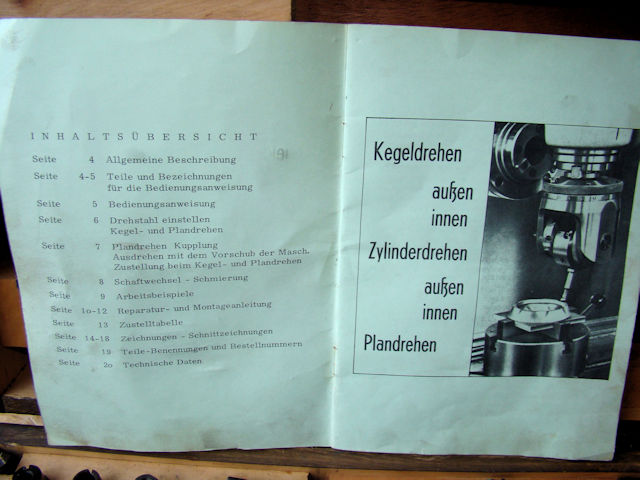 INHALTSÜBERSICHT
Seite 4 Allgemeine Beschreibung
Seite 4-5 Teile und Bezeichnungen
für die Bedienungsanweisung
Seite 5 Bedienungsanweisung
Seite 6 Drehstahl einstellen
Kegel- und Plandrehen
Seite 7 Plandrehen Kupplung
Ausdrehen mit dem Vorschub der Masch.
Zustellung beim Kegel- und Plandrehen
Seite 8 Schaftwechsel - Schmierung
Seite 9 Arbeitsbeispiele
Seite 1o-12 Reparatur- und Montageanleitung
Seite 13 Zustelltabelle
Seite 14-18 Zeichnungen - Schnittzeichnungen
Seite 19 Teile-Benennungen und Bestellnummern
Seite 2o Technische Daten
Kegeldrehen
außen
innen
Zylinderdrehen
außen
innen
Plandrehen